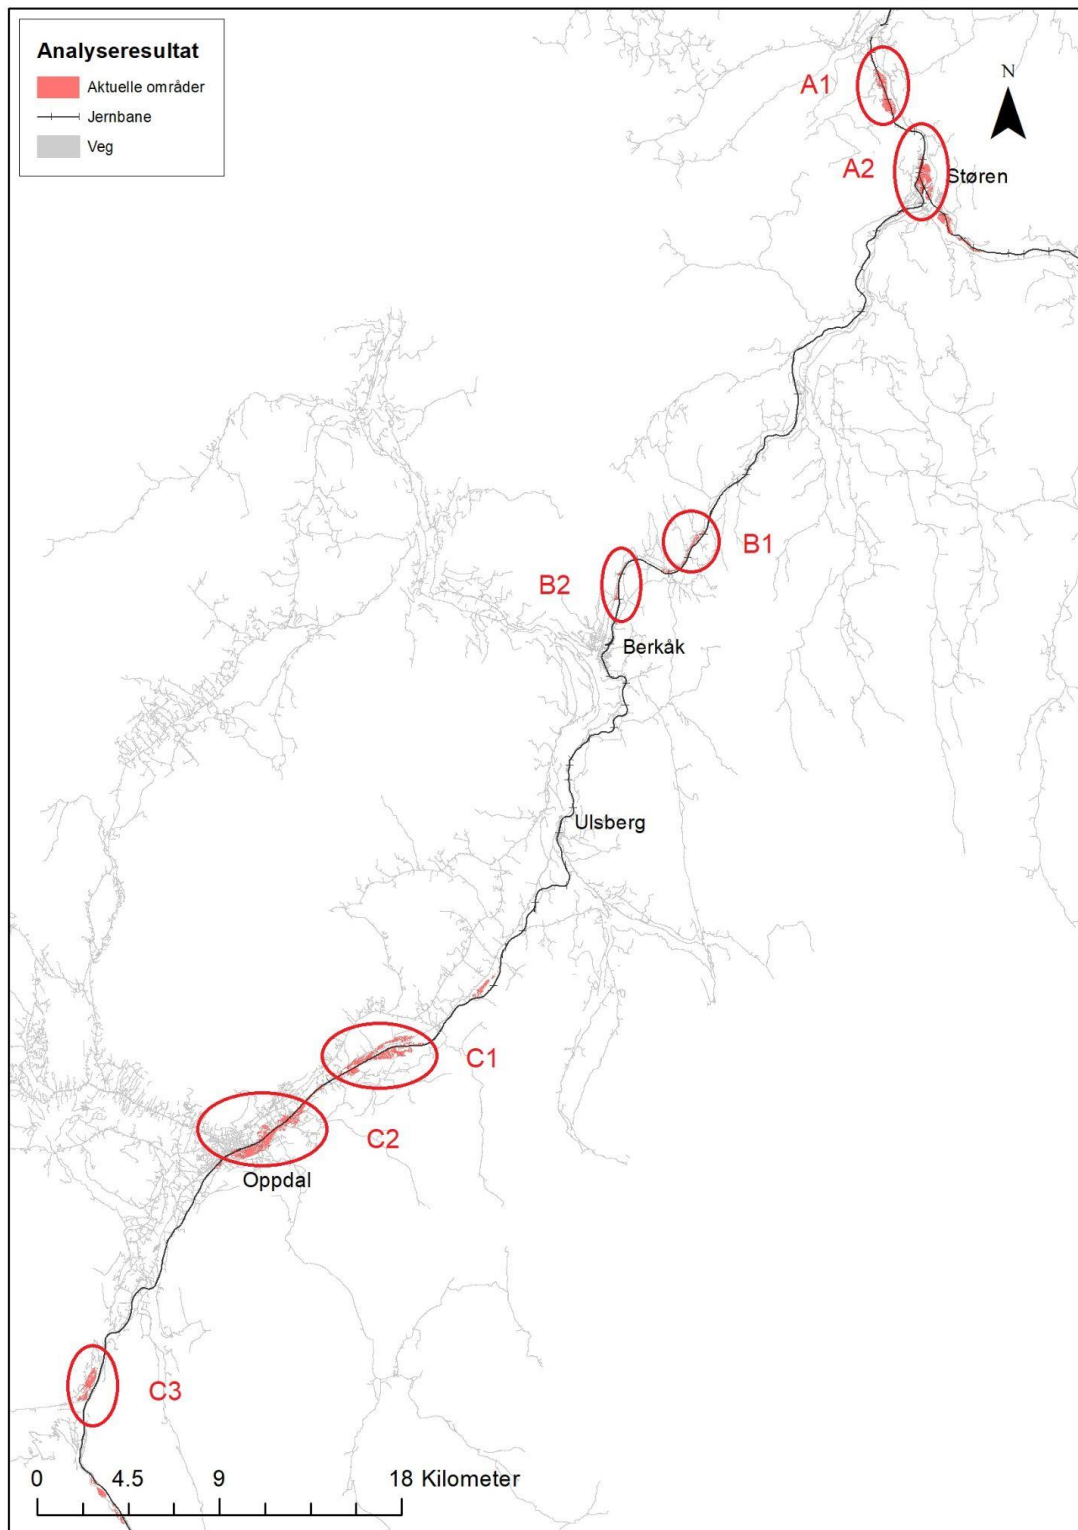 Analyseresultat
Aktuelle områder
Jernbane
Veg
N
A1
A2
Støren
B1
B2
Berkåk
Ulsberg
C1
C2
Oppdal
C3
0 4.5 9 18 Kilometer